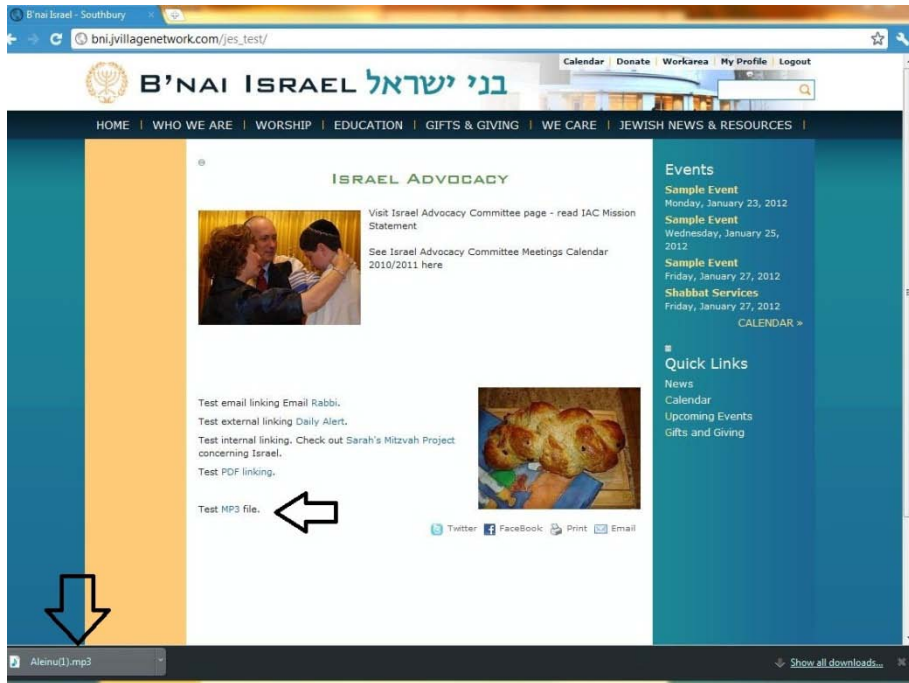 B'nai Israel - Southbury
bni.jvillagenetwork.com/jes_test/
Calendar Donate Workarea My Profile Logout
B'NAI ISRAEL בני ישראל
HOME | WHO WE ARE | WORSHIP | EDUCATION | GIFTS & GIVING | WE CARE | JEWISH NEWS & RESOURCES |
ISRAEL ADVOCACY
Visit Israel Advocacy Committee page - read IAC Mission
Statement
See Israel Advocacy Committee Meetings Calendar
2010/2011 here
Test email linking Email Rabbi.
Test external linking Daily Alert.
Test internal linking. Check out Sarah's Mitzvah Project
concerning Israel.
Test PDF linking.
Test MP3 file.
Twitter FaceBook Print Email
Events
Sample Event
Monday, January 23, 2012
Sample Event
Wednesday, January 25,
2012
Sample Event
Friday, January 27, 2012
Shabbat Services
Friday, January 27, 2012
CALENDAR »
Quick Links
News
Calendar
Upcoming Events
Gifts and Giving
Aleinu(1).mp3
Show all downloads...